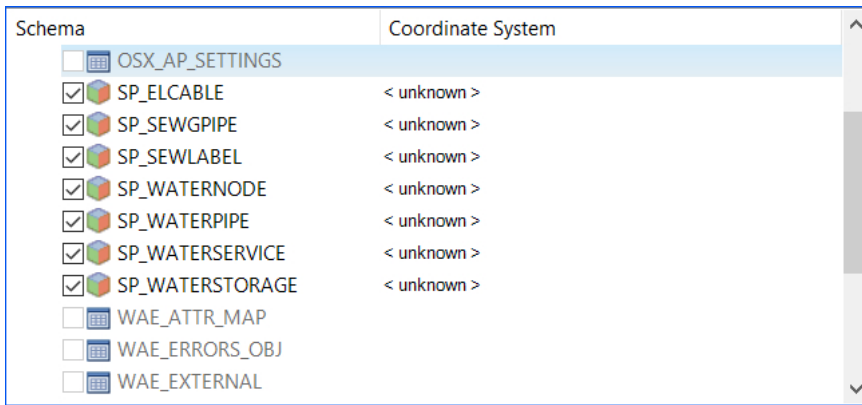 Schema Coordinate System
OSX_AP_SETTINGS
SP_ELCABLE < unknown >
SP_SEWGPIPE < unknown >
SP_SEWLABEL < unknown >
SP_WATERNODE < unknown >
SP_WATERPIPE < unknown >
SP_WATERSERVICE < unknown >
SP_WATERSTORAGE < unknown >
WAE_ATTR_MAP
WAE_ERRORS_OBJ
WAE_EXTERNAL